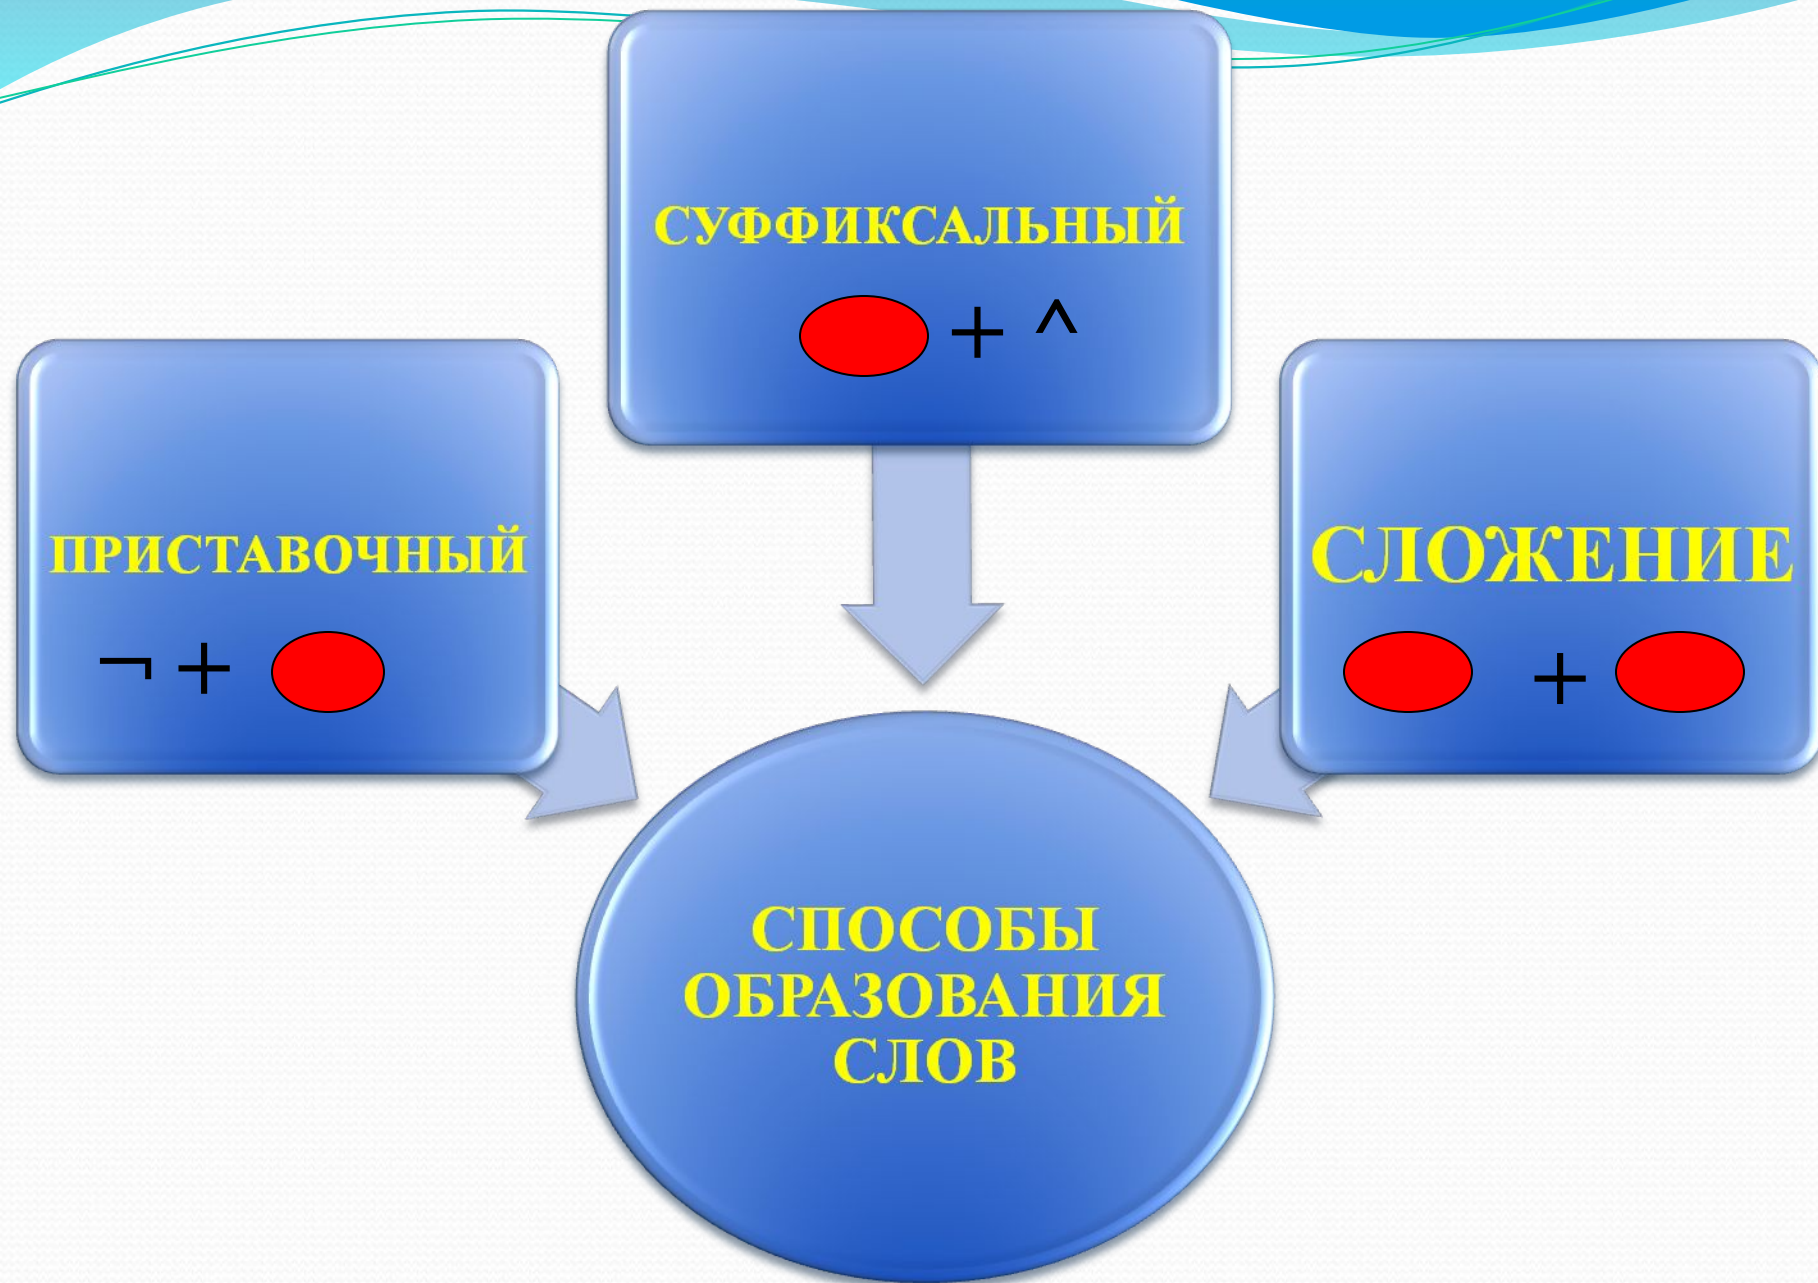 СУФФИКСАЛЬНЫЙ
+ ^
ПРИСТАВОЧНЫЙ
¬ +
СЛОЖЕНИЕ
+
СПОСОБЫ
ОБРАЗОВАНИЯ
СЛОВ